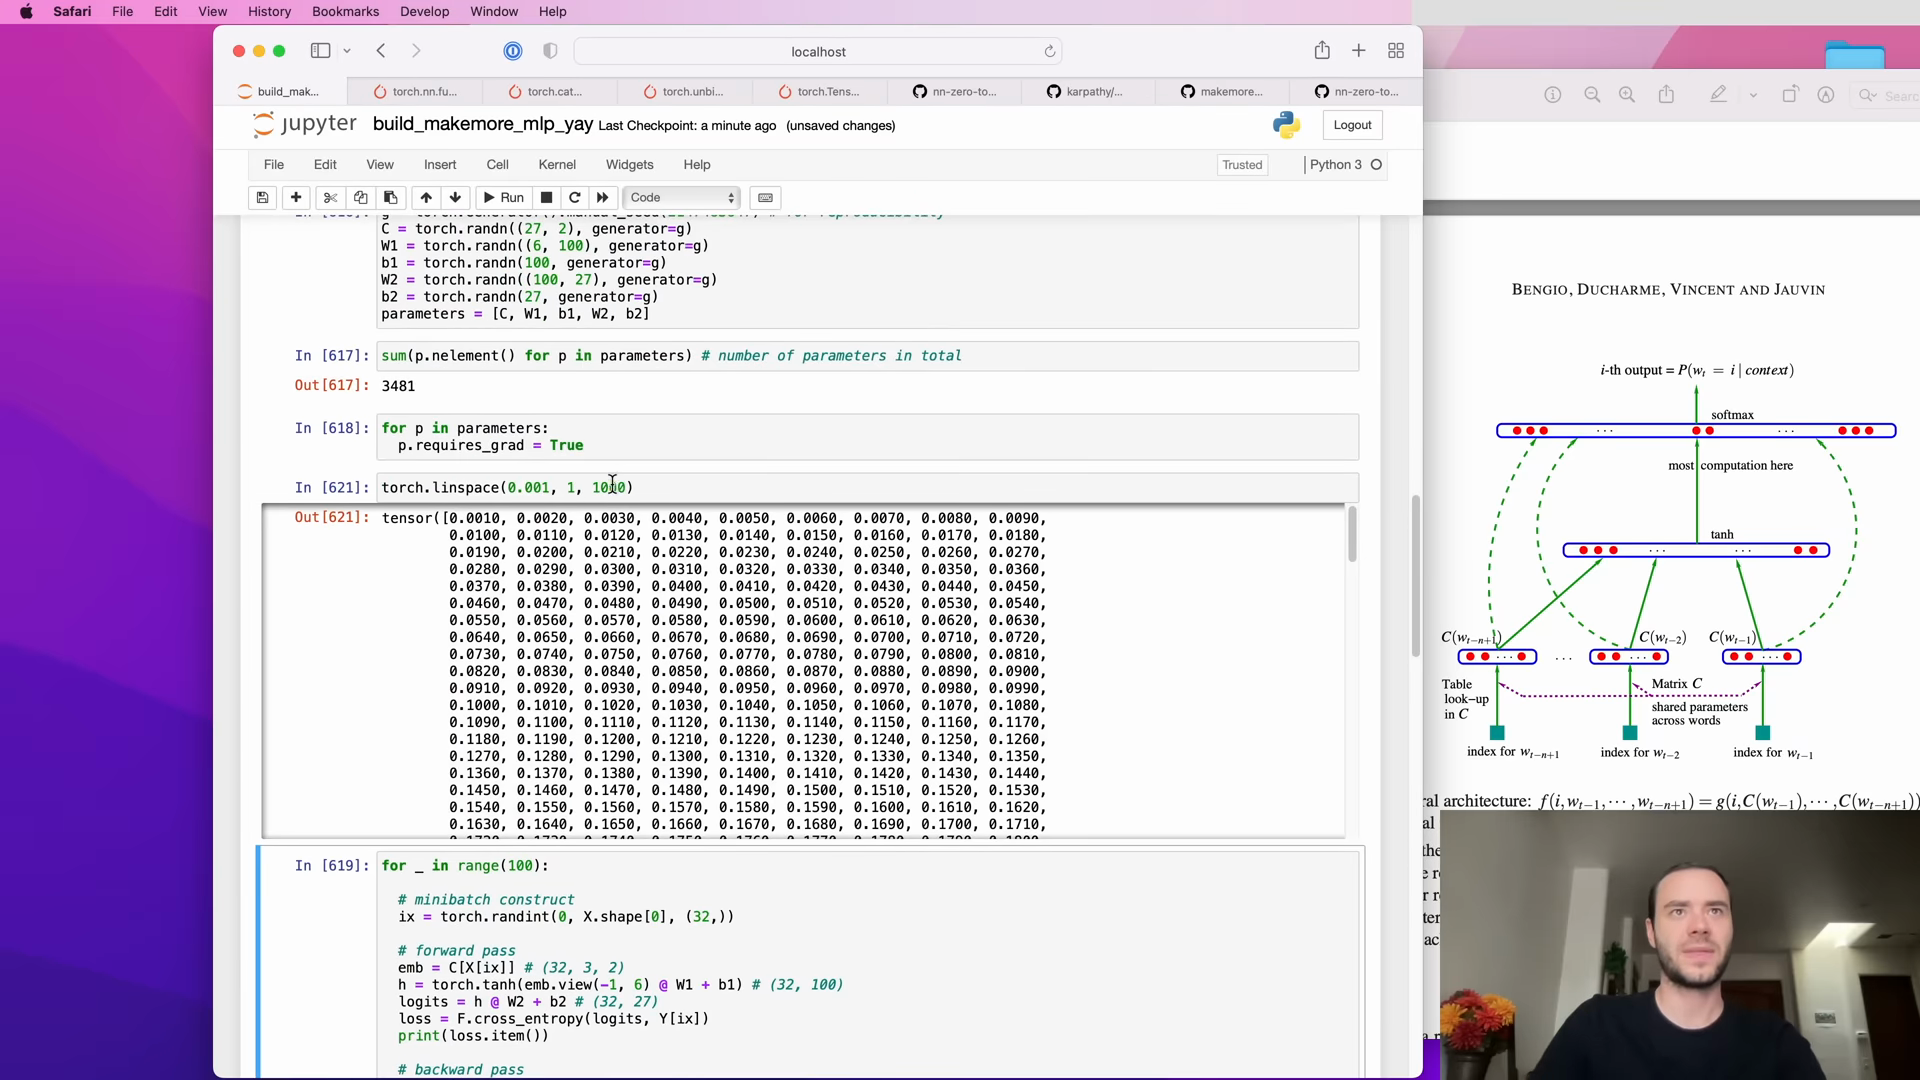 Safari File Edit View History Bookmarks Develop Window Help
localhost
build_mak... torch.nn.fu... torch.cat... torch.unbi... torch.Tens... nn-zero-to... karpathy/... makemore... nn-zero-to...
jupyter build_makemore_mlp_yay Last Checkpoint: a minute ago (unsaved changes) Logout
File Edit View Insert Cell Kernel Widgets Help Trusted Python 3
Run Code
C = torch.randn((27, 2), generator=g)
W1 = torch.randn((6, 100), generator=g)
b1 = torch.randn(100, generator=g)
W2 = torch.randn((100, 27), generator=g)
b2 = torch.randn(27, generator=g)
parameters = [C, W1, b1, W2, b2]
In [617]: sum(p.nelement() for p in parameters) # number of parameters in total
Out[617]: 3481
In [618]: for p in parameters:
p.requires_grad = True
In [621]: torch.linspace(0.001, 1, 1000)
Out[621]: tensor([0.0010, 0.0020, 0.0030, 0.0040, 0.0050, 0.0060, 0.0070, 0.0080, 0.0090,
0.0100, 0.0110, 0.0120, 0.0130, 0.0140, 0.0150, 0.0160, 0.0170, 0.0180,
0.0190, 0.0200, 0.0210, 0.0220, 0.0230, 0.0240, 0.0250, 0.0260, 0.0270,
0.0280, 0.0290, 0.0300, 0.0310, 0.0320, 0.0330, 0.0340, 0.0350, 0.0360,
0.0370, 0.0380, 0.0390, 0.0400, 0.0410, 0.0420, 0.0430, 0.0440, 0.0450,
0.0460, 0.0470, 0.0480, 0.0490, 0.0500, 0.0510, 0.0520, 0.0530, 0.0540,
0.0550, 0.0560, 0.0570, 0.0580, 0.0590, 0.0600, 0.0610, 0.0620, 0.0630,
0.0640, 0.0650, 0.0660, 0.0670, 0.0680, 0.0690, 0.0700, 0.0710, 0.0720,
0.0730, 0.0740, 0.0750, 0.0760, 0.0770, 0.0780, 0.0790, 0.0800, 0.0810,
0.0820, 0.0830, 0.0840, 0.0850, 0.0860, 0.0870, 0.0880, 0.0890, 0.0900,
0.0910, 0.0920, 0.0930, 0.0940, 0.0950, 0.0960, 0.0970, 0.0980, 0.0990,
0.1000, 0.1010, 0.1020, 0.1030, 0.1040, 0.1050, 0.1060, 0.1070, 0.1080,
0.1090, 0.1100, 0.1110, 0.1120, 0.1130, 0.1140, 0.1150, 0.1160, 0.1170,
0.1180, 0.1190, 0.1200, 0.1210, 0.1220, 0.1230, 0.1240, 0.1250, 0.1260,
0.1270, 0.1280, 0.1290, 0.1300, 0.1310, 0.1320, 0.1330, 0.1340, 0.1350,
0.1360, 0.1370, 0.1380, 0.1390, 0.1400, 0.1410, 0.1420, 0.1430, 0.1440,
0.1450, 0.1460, 0.1470, 0.1480, 0.1490, 0.1500, 0.1510, 0.1520, 0.1530,
0.1540, 0.1550, 0.1560, 0.1570, 0.1580, 0.1590, 0.1600, 0.1610, 0.1620,
0.1630, 0.1640, 0.1650, 0.1660, 0.1670, 0.1680, 0.1690, 0.1700, 0.1710,
In [619]: for _ in range(100):
# minibatch construct
ix = torch.randint(0, X.shape[0], (32,))
# forward pass
emb = C[X[ix]] # (32, 3, 2)
h = torch.tanh(emb.view(-1, 6) @ W1 + b1) # (32, 100)
logits = h @ W2 + b2 # (32, 27)
loss = F.cross_entropy(logits, Y[ix])
print(loss.item())
# backward pass
Search
BENGIO, DUCHARME, VINCENT AND JAUVIN
i-th output = P(w_t = i | context)
softmax
. . . . . .
most computation here
tanh
. . . . . .
C(w_{t−n+1}) C(w_{t−2}) C(w_{t−1})
. . .
Table look−up in C
Matrix C
shared parameters across words
index for w_{t−n+1} index for w_{t−2} index for w_{t−1}
architecture: f(i,w_{t−1},··· ,w_{t−n+1}) = g(i,C(w_{t−1}),··· ,C(w_{t−n+1}))